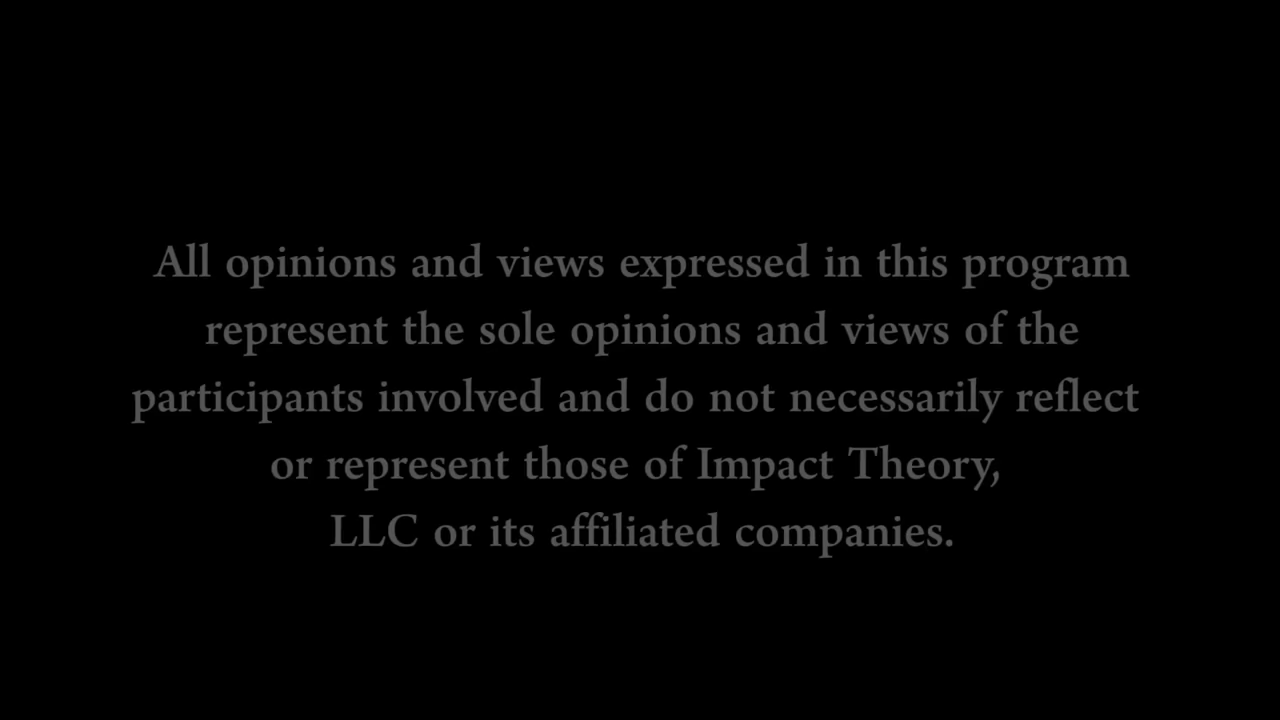 All opinions and views expressed in this program
represent the sole opinions and views of the
participants involved and do not necessarily reflect
or represent those of Impact Theory,
LLC or its affiliated companies.